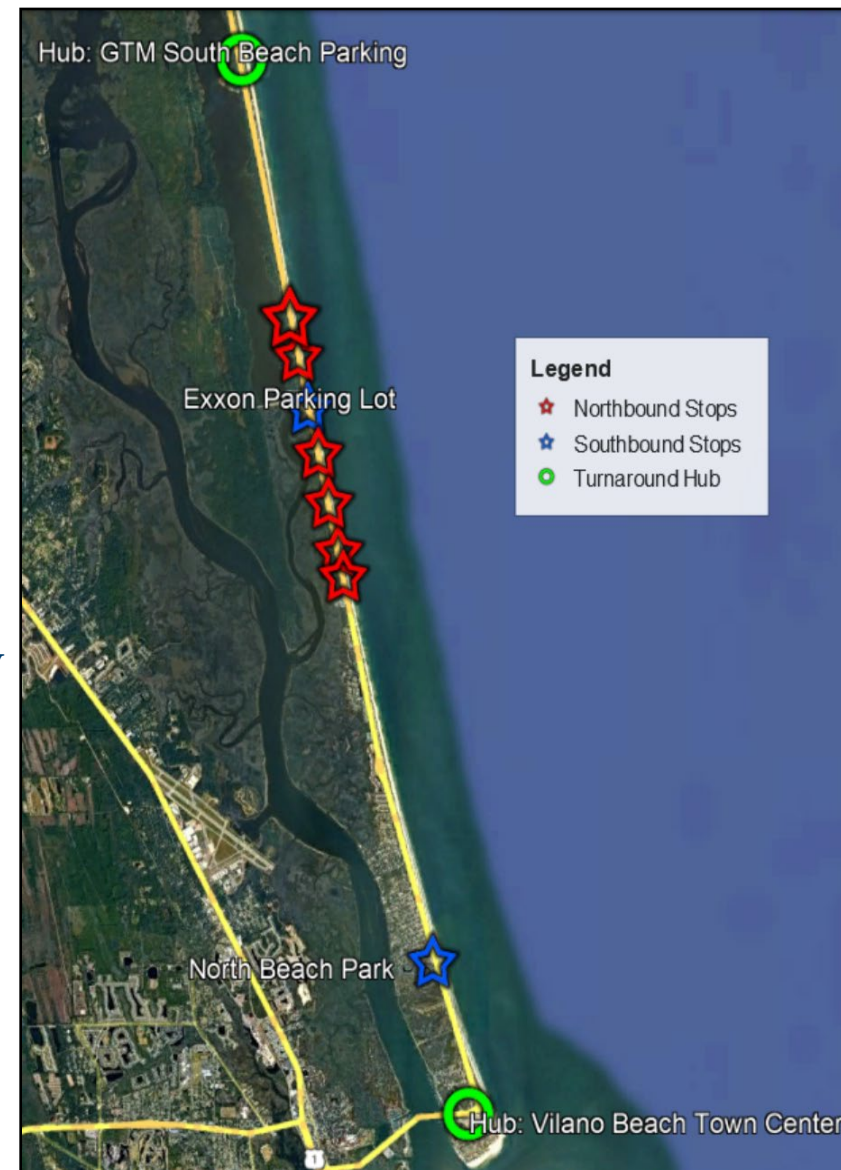 Hub: GTM South Beach Parking
Exxon Parking Lot
Legend
Northbound Stops
Southbound Stops
Turnaround Hub
North Beach Park
Hub: Vilano Beach Town Center
1